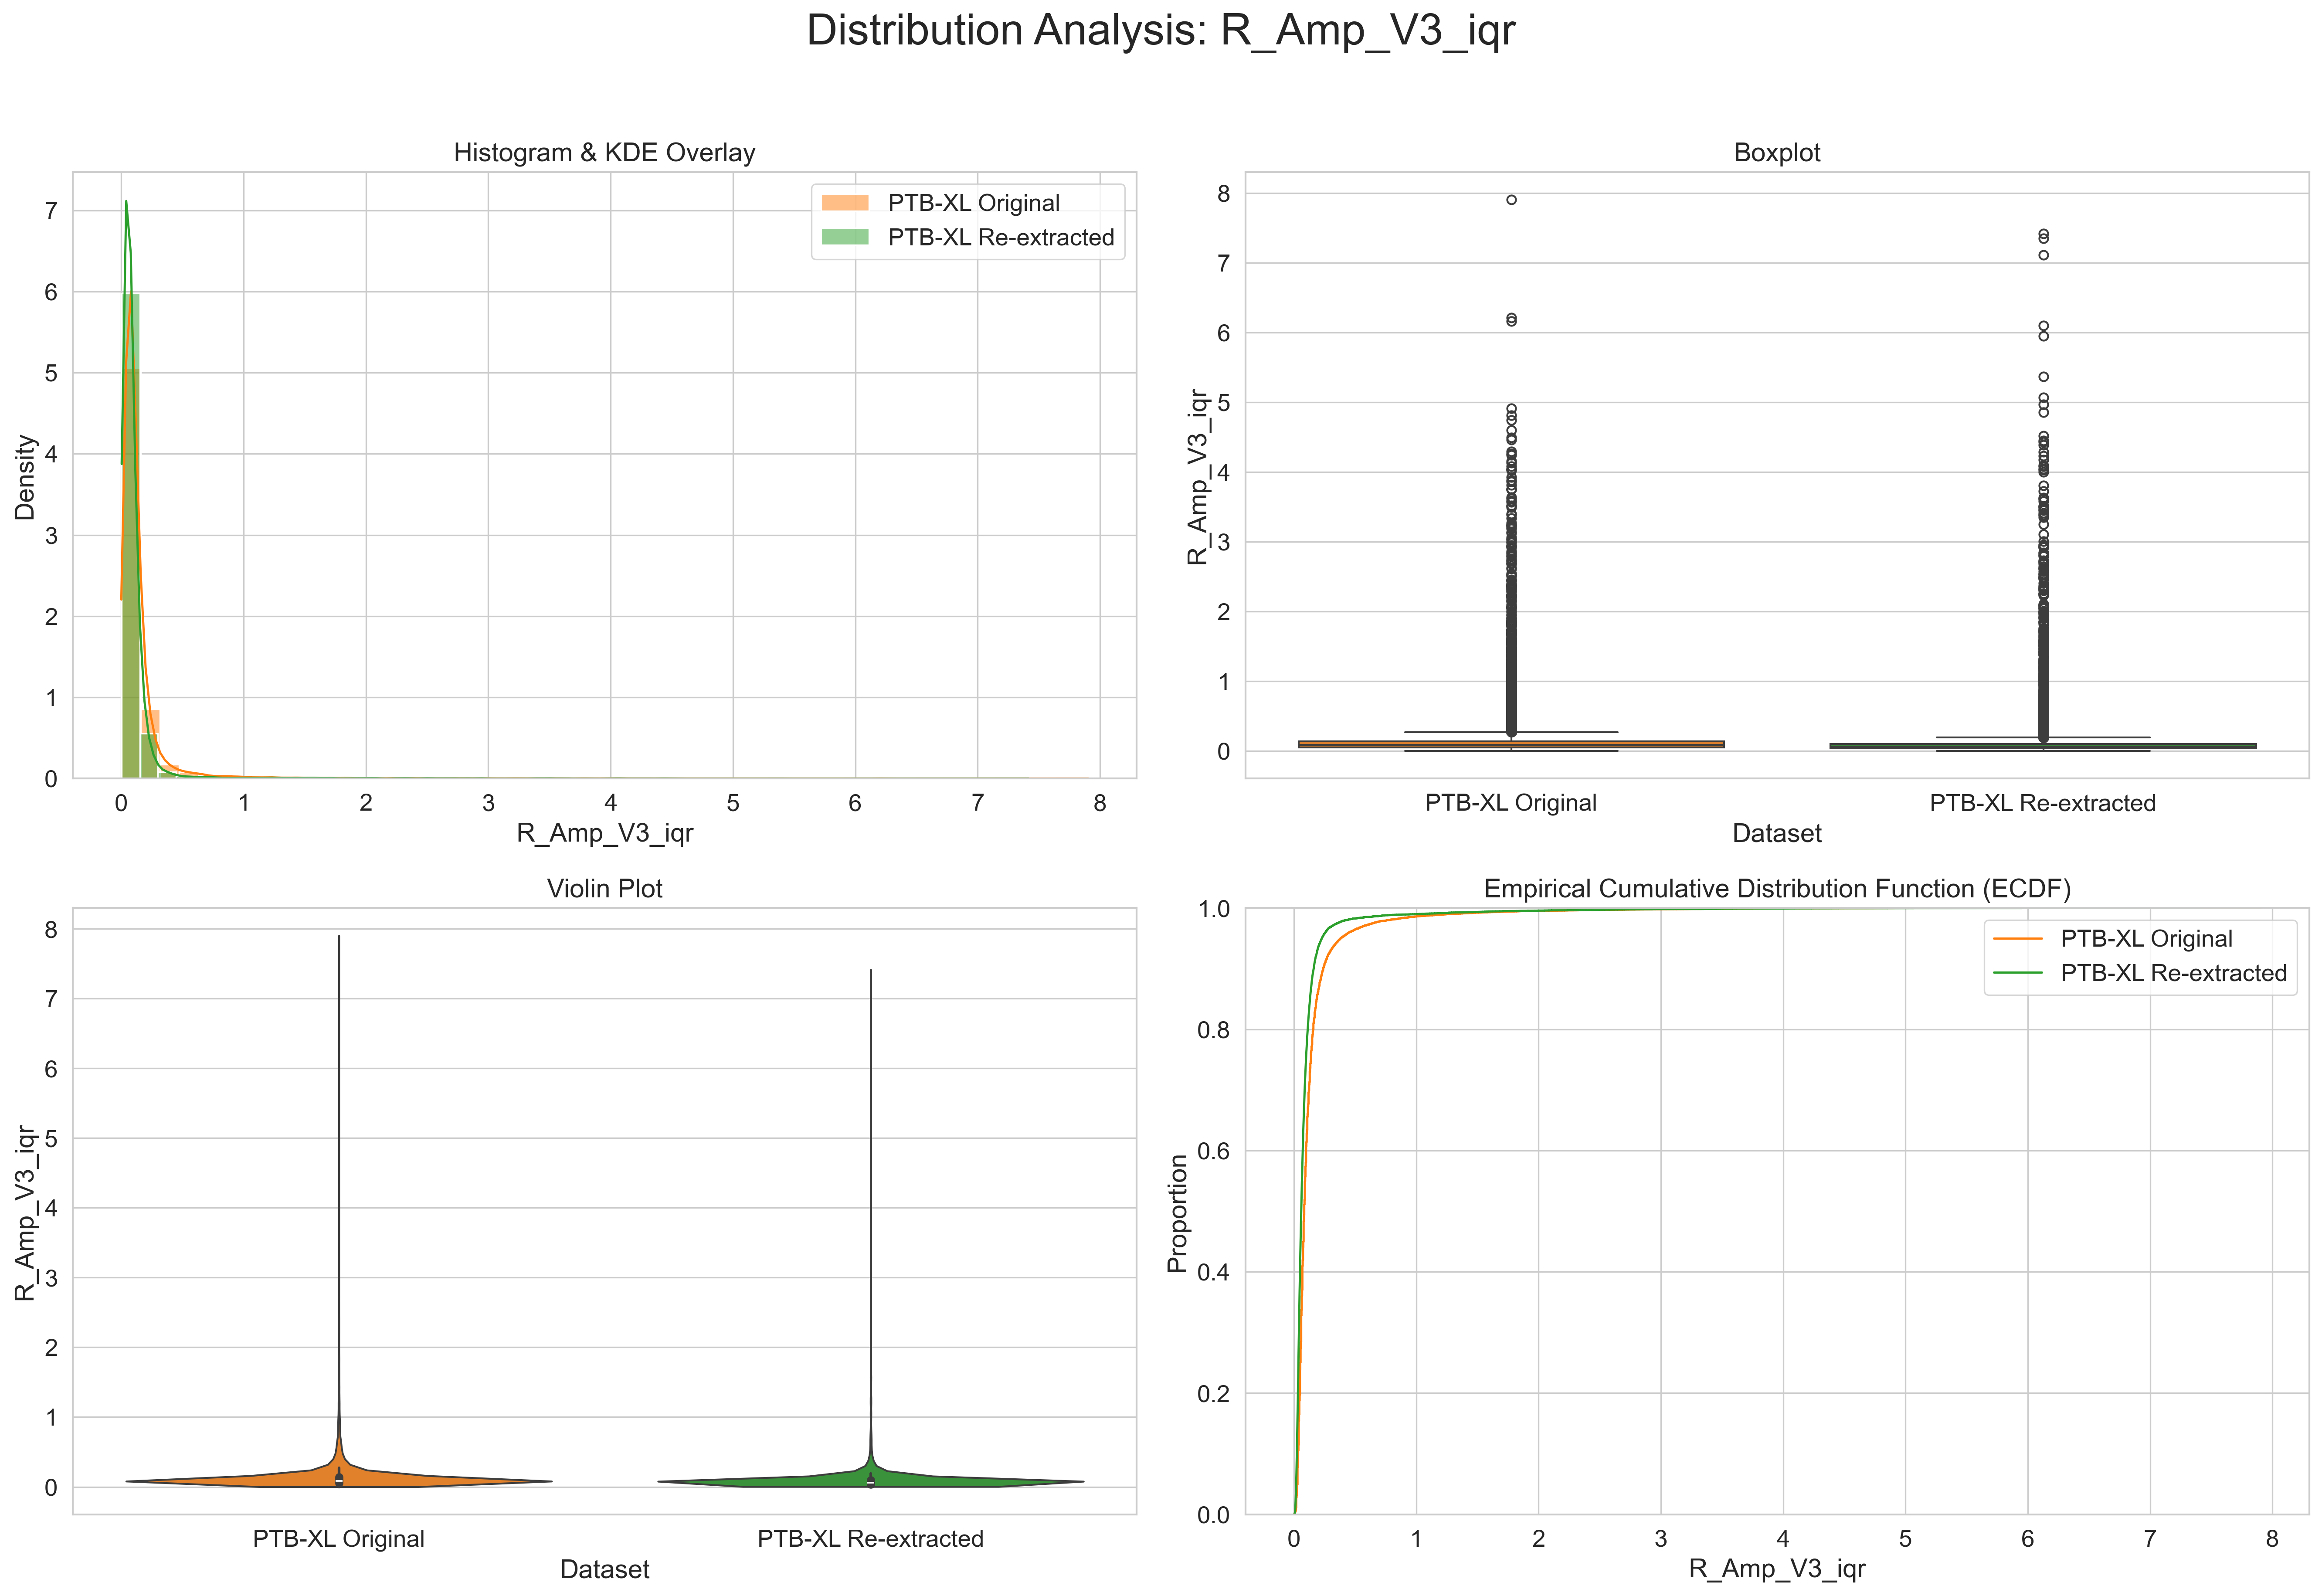 Distribution Analysis: R_Amp_V3_iqr
Histogram & KDE Overlay
7
6
5
4
3
2
1
0
Density
PTB-XL Original
PTB-XL Re-extracted
0 1 2 3 4 5 6 7 8
R_Amp_V3_iqr
Boxplot
8
7
6
5
4
3
2
1
0
R_Amp_V3_iqr
PTB-XL Original PTB-XL Re-extracted
Dataset
Violin Plot
8
7
6
5
4
3
2
1
0
R_Amp_V3_iqr
PTB-XL Original PTB-XL Re-extracted
Dataset
Empirical Cumulative Distribution Function (ECDF)
1.0
0.8
0.6
0.4
0.2
0.0
Proportion
PTB-XL Original
PTB-XL Re-extracted
0 1 2 3 4 5 6 7 8
R_Amp_V3_iqr